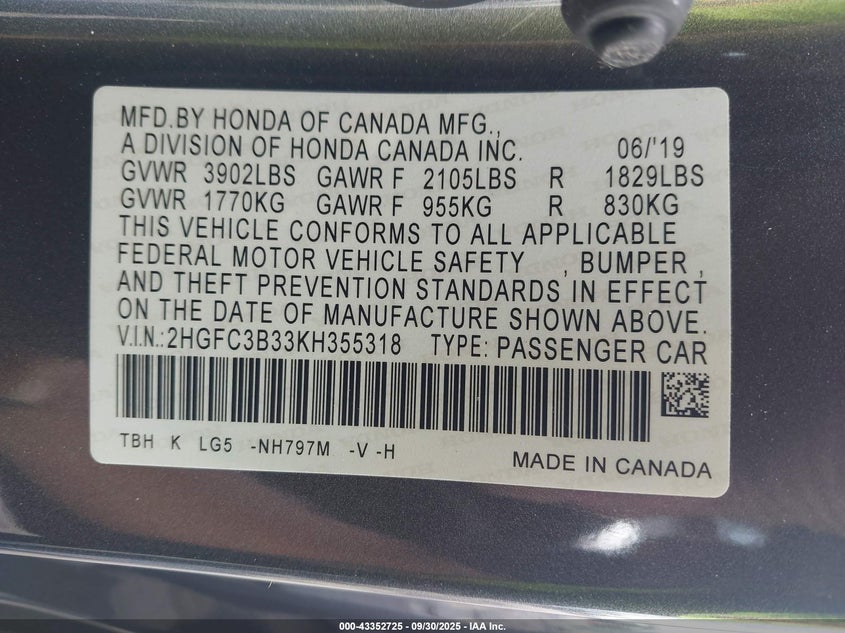 MFD.BY HONDA OF CANADA MFG.,
A DIVISION OF HONDA CANADA INC. 06/'19
GVWR 3902LBS GAWR F 2105LBS R 1829LBS
GVWR 1770KG GAWR F 955KG R 830KG
THIS VEHICLE CONFORMS TO ALL APPLICABLE
FEDERAL MOTOR VEHICLE SAFETY , BUMPER ,
AND THEFT PREVENTION STANDARDS IN EFFECT
ON THE DATE OF MANUFACTURE SHOWN ABOVE.
V.I.N.:2HGFC3B33KH355318 TYPE: PASSENGER CAR
TBH K LG5 -NH797M -V -H
MADE IN CANADA
000-43352725 - 09/30/2025 - IAA Inc.